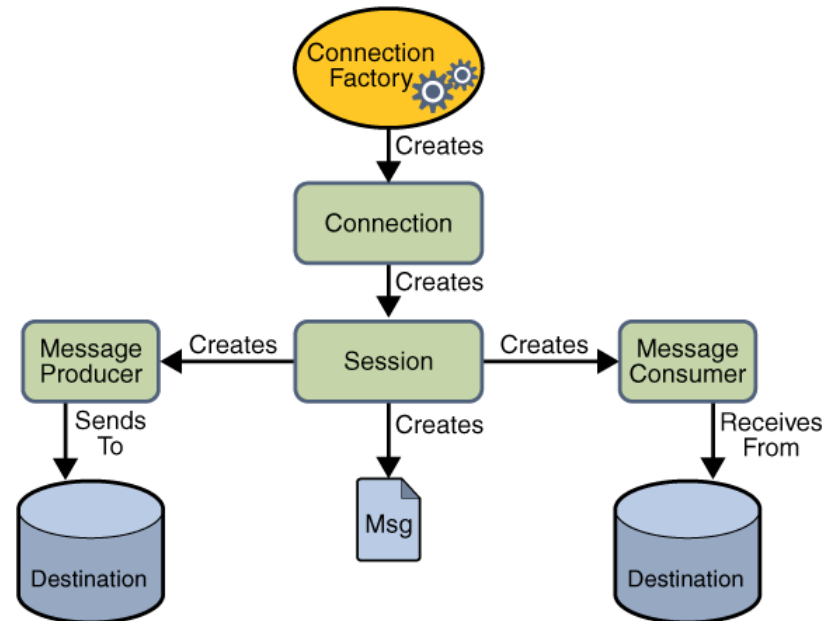 Connection
Factory
Creates
Connection
Creates
Message
Producer
Creates
Session
Creates
Message
Consumer
Sends
To
Creates
Receives
From
Destination
Msg
Destination